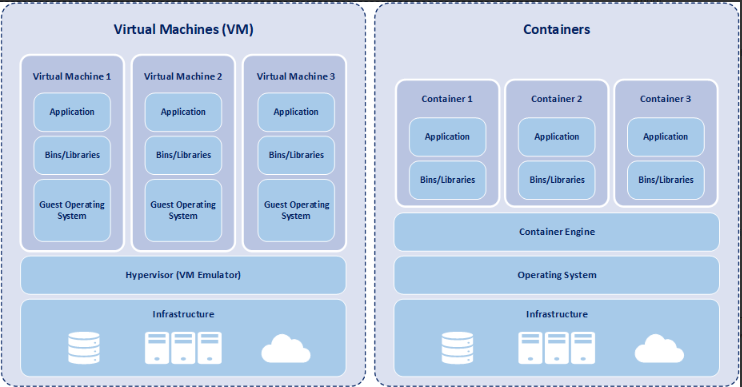 Virtual Machines (VM)
Virtual Machine 1
Virtual Machine 2
Virtual Machine 3
Application
Application
Application
Bins/Libraries
Bins/Libraries
Bins/Libraries
Guest Operating
System
Guest Operating
System
Guest Operating
System
Hypervisor (VM Emulator)
Infrastructure
Containers
Container 1
Container 2
Container 3
Application
Application
Application
Bins/Libraries
Bins/Libraries
Bins/Libraries
Container Engine
Operating System
Infrastructure